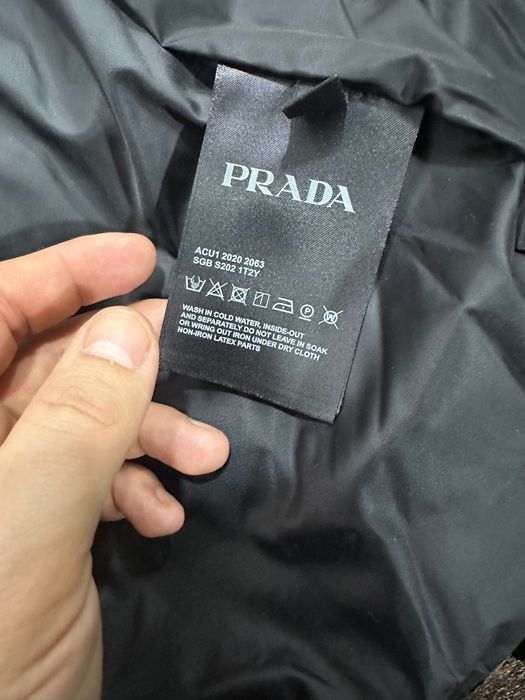 PRADA
ACU1 2020 2063
SGB S202 1T2Y
WASH IN COLD WATER, INSIDE-OUT
AND SEPARATELY DO NOT LEAVE IN SOAK
OR WRING OUT IRON UNDER DRY CLOTH
NON-IRON LATEX PARTS